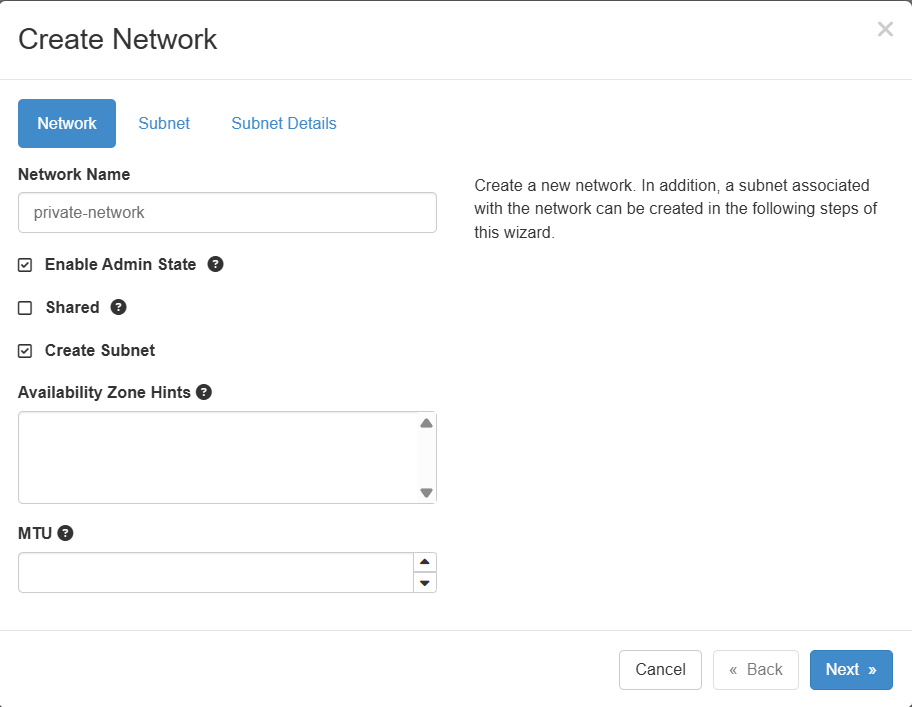 Create Network
×
Network Subnet Subnet Details
Network Name
private-network
Create a new network. In addition, a subnet associated
with the network can be created in the following steps of
this wizard.
Enable Admin State ?
Shared ?
Create Subnet
Availability Zone Hints ?
MTU ?
Cancel « Back Next »